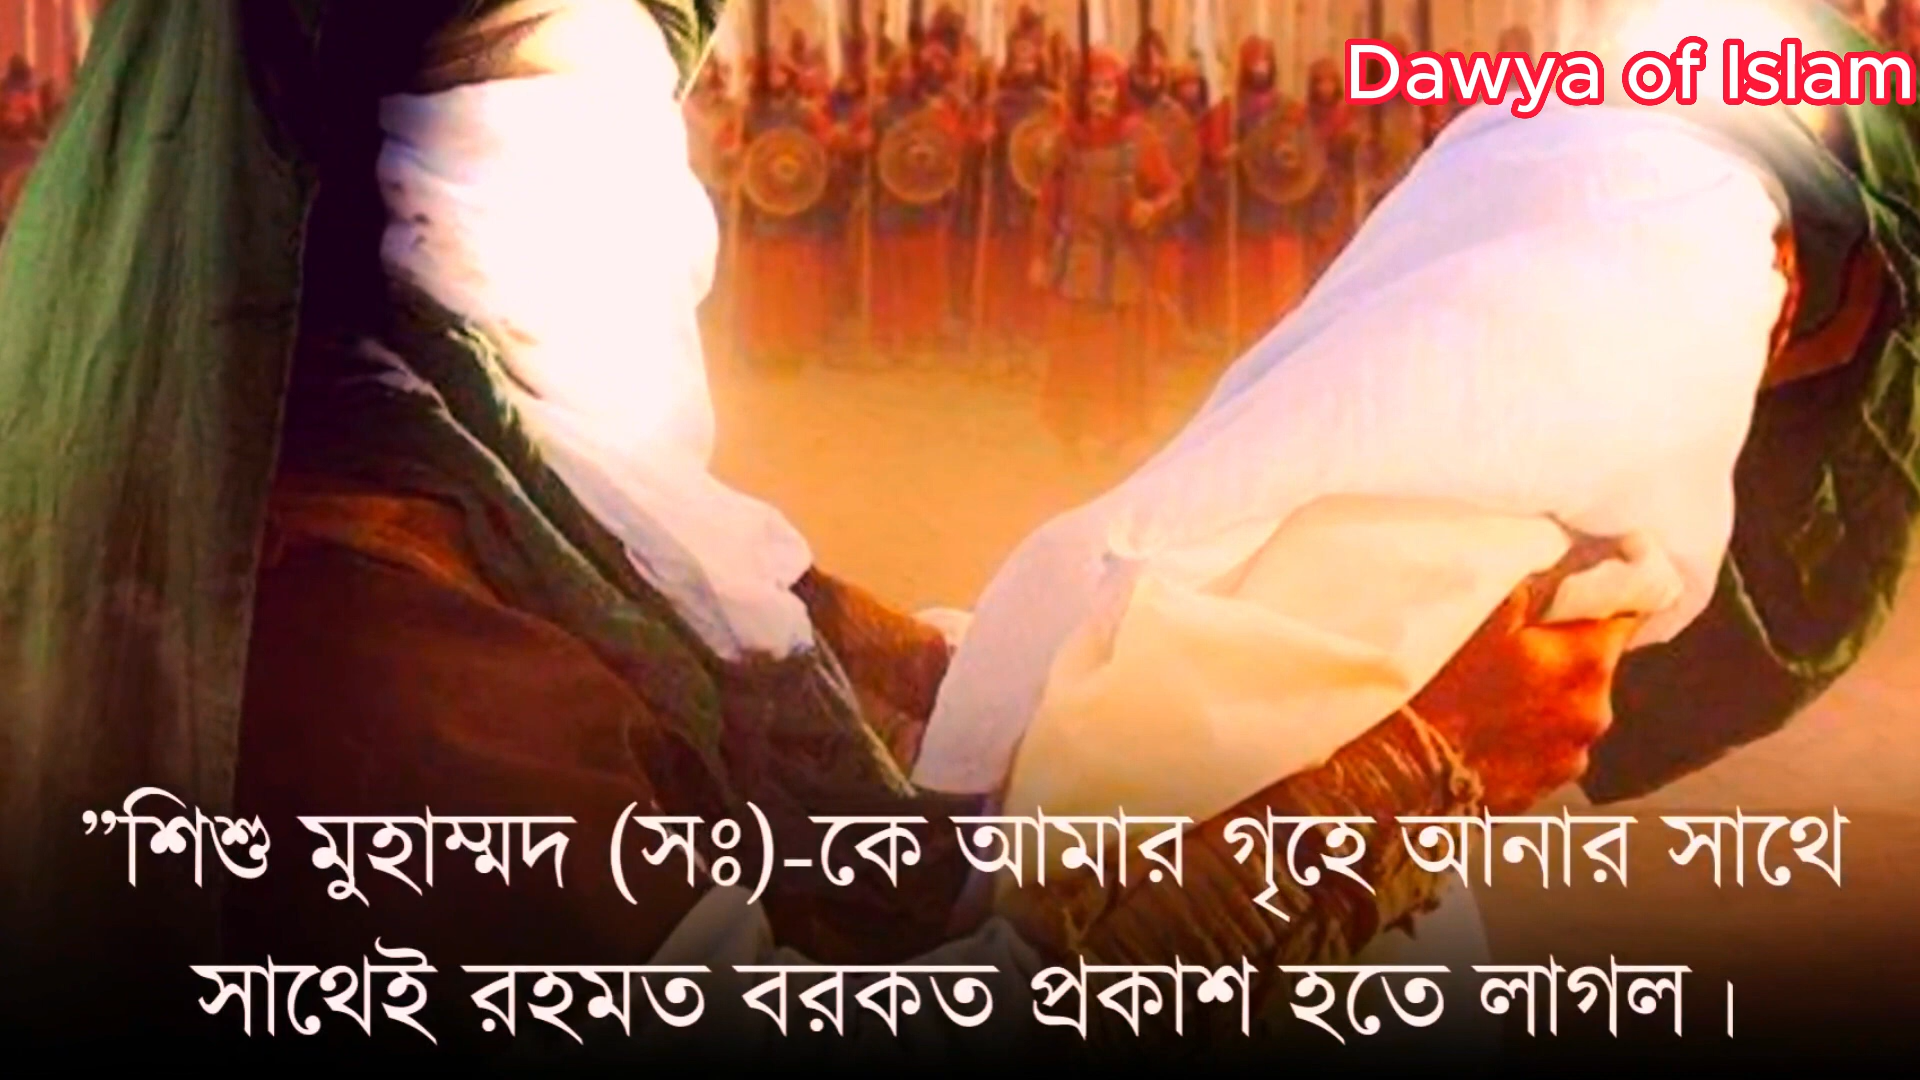 Dawya of Islam
”শিশু মুহাম্মদ (সঃ)-কে আমার গৃহে আনার সাথে
সাথেই রহমত বরকত প্রকাশ হতে লাগল।